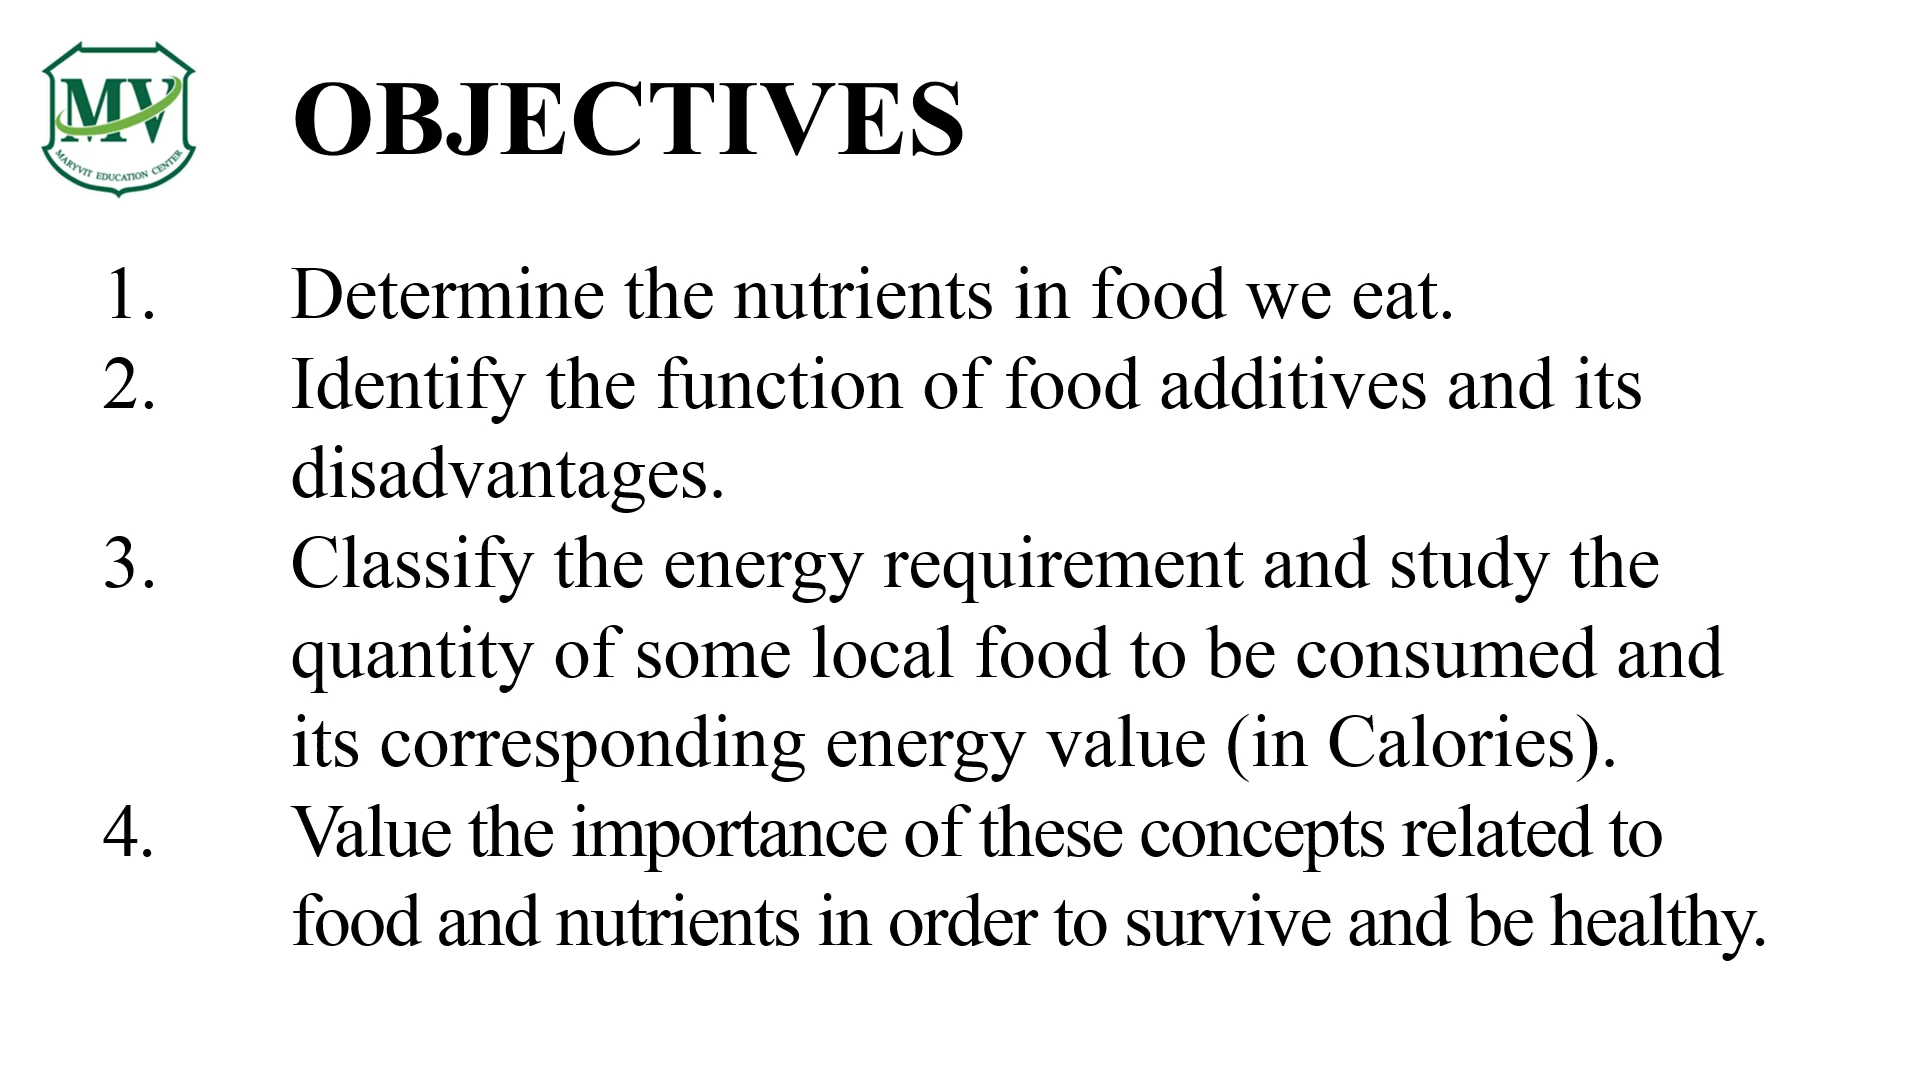 MV
MARYVIT EDUCATION CENTER
OBJECTIVES
1. Determine the nutrients in food we eat.
2. Identify the function of food additives and its
disadvantages.
3. Classify the energy requirement and study the
quantity of some local food to be consumed and
its corresponding energy value (in Calories).
4. Value the importance of these concepts related to
food and nutrients in order to survive and be healthy.